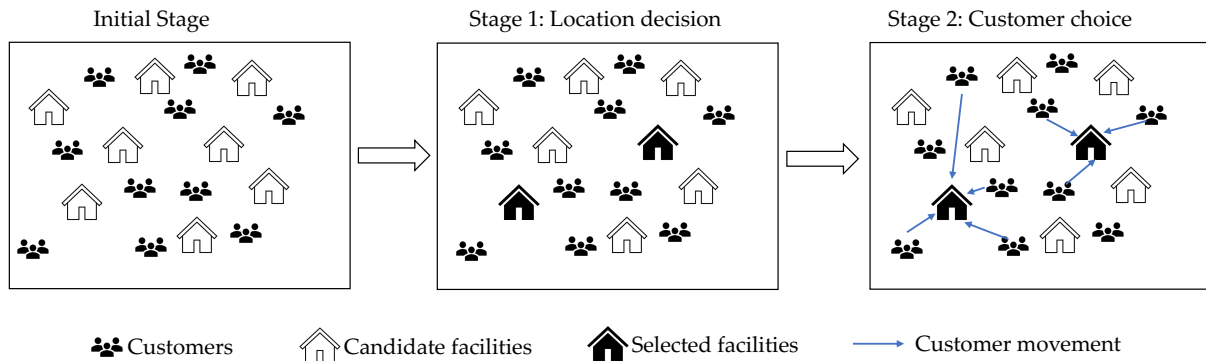 Initial Stage
Stage 1: Location decision
Stage 2: Customer choice
Customers
Candidate facilities
Selected facilities
Customer movement